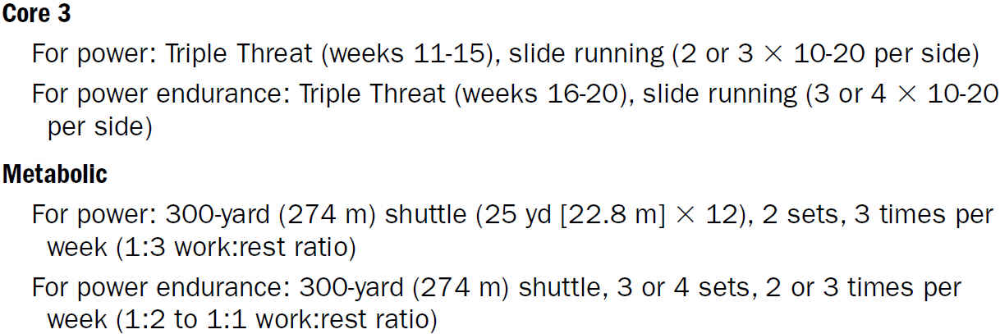 Core 3
For power: Triple Threat (weeks 11-15), slide running (2 or 3 × 10-20 per side)
For power endurance: Triple Threat (weeks 16-20), slide running (3 or 4 × 10-20
per side)
Metabolic
For power: 300-yard (274 m) shuttle (25 yd [22.8 m] × 12), 2 sets, 3 times per
week (1:3 work:rest ratio)
For power endurance: 300-yard (274 m) shuttle, 3 or 4 sets, 2 or 3 times per
week (1:2 to 1:1 work:rest ratio)